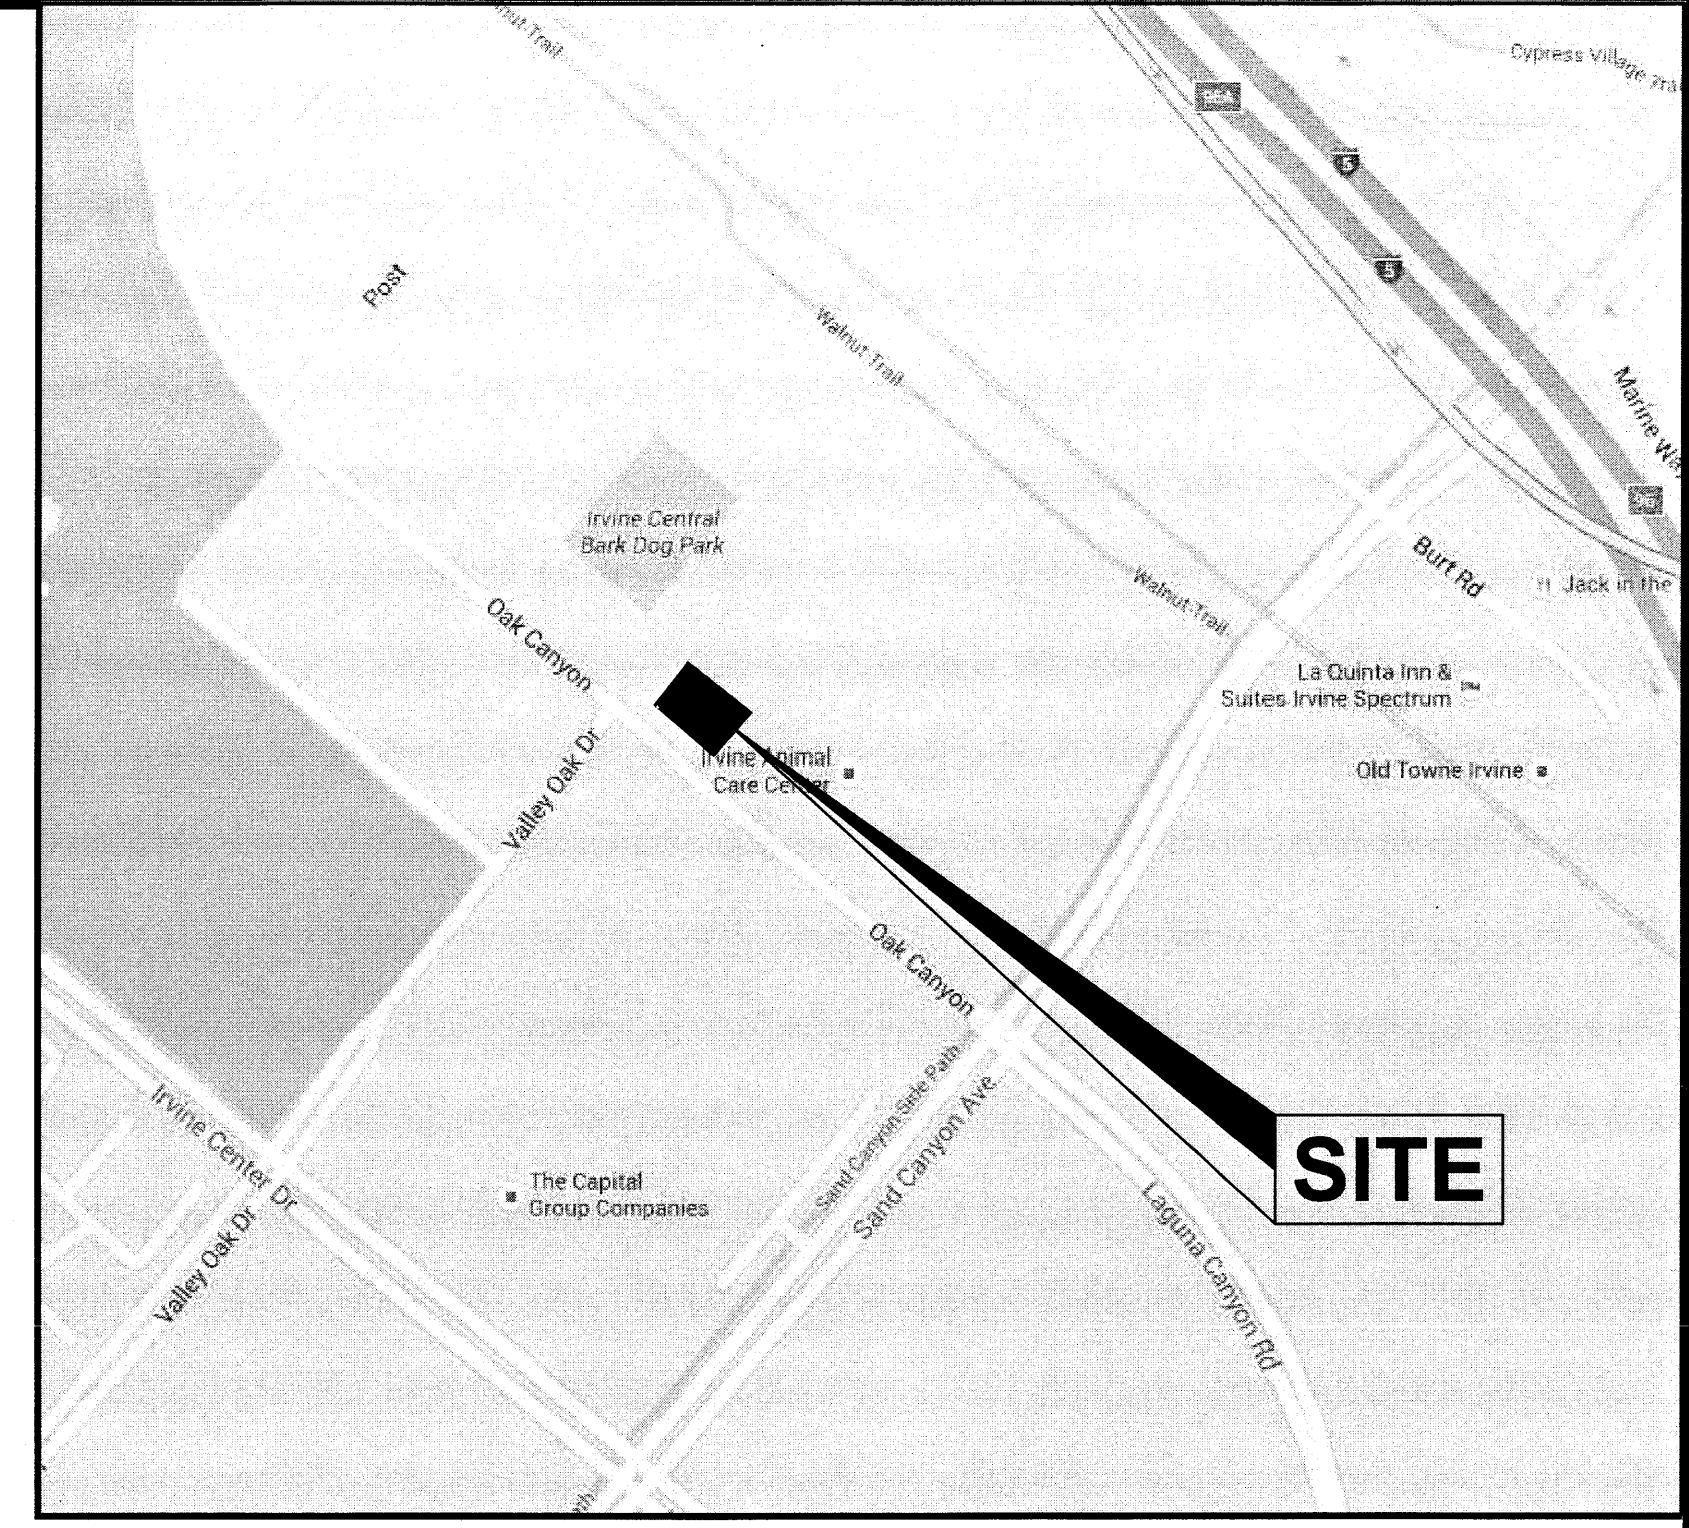 Trail
Cypress Village
5
5
Post
Walnut Trail
Marine
Irvine Central
Bark Dog Park
Burt Rd
Jack in the
Walnut Trail
Oak Canyon
La Quinta Inn &
Suites Irvine Spectrum
Valley Oak Dr
Irvine Animal
Care Center
Old Towne Irvine
Oak Canyon
Sand Canyon Side Path
Sand Canyon Ave
Irvine Center Dr
SITE
The Capital
Group Companies
Laguna Canyon Rd
Valley Oak Dr